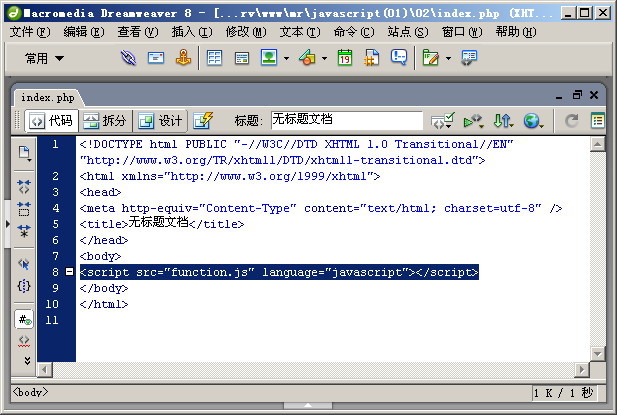 Macromedia Dreamweaver 8 - [...rv\www\mr\javascript(01)\02\index.php (XHT...
文件(F) 编辑(E) 查看(V) 插入(I) 修改(M) 文本(T) 命令(C) 站点(S) 窗口(W) 帮助(H)
常用
19
index.php
代码 拆分 设计 标题: 无标题文档
1 <!DOCTYPE html PUBLIC "-//W3C//DTD XHTML 1.0 Transitional//EN"
"http://www.w3.org/TR/xhtml1/DTD/xhtml1-transitional.dtd">
2 <html xmlns="http://www.w3.org/1999/xhtml">
3 <head>
4 <meta http-equiv="Content-Type" content="text/html; charset=utf-8" />
5 <title>无标题文档</title>
6 </head>
7 <body>
8 <script src="function.js" language="javascript"></script>
9 </body>
10 </html>
11
<body> 1 K / 1 秒